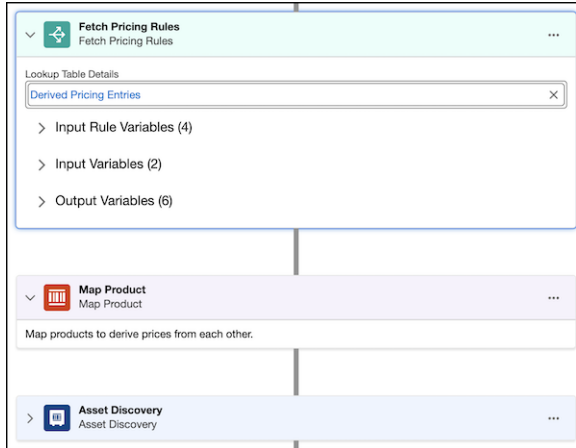 Fetch Pricing Rules
Fetch Pricing Rules
Lookup Table Details
Derived Pricing Entries
Input Rule Variables (4)
Input Variables (2)
Output Variables (6)
Map Product
Map Product
Map products to derive prices from each other.
Asset Discovery
Asset Discovery